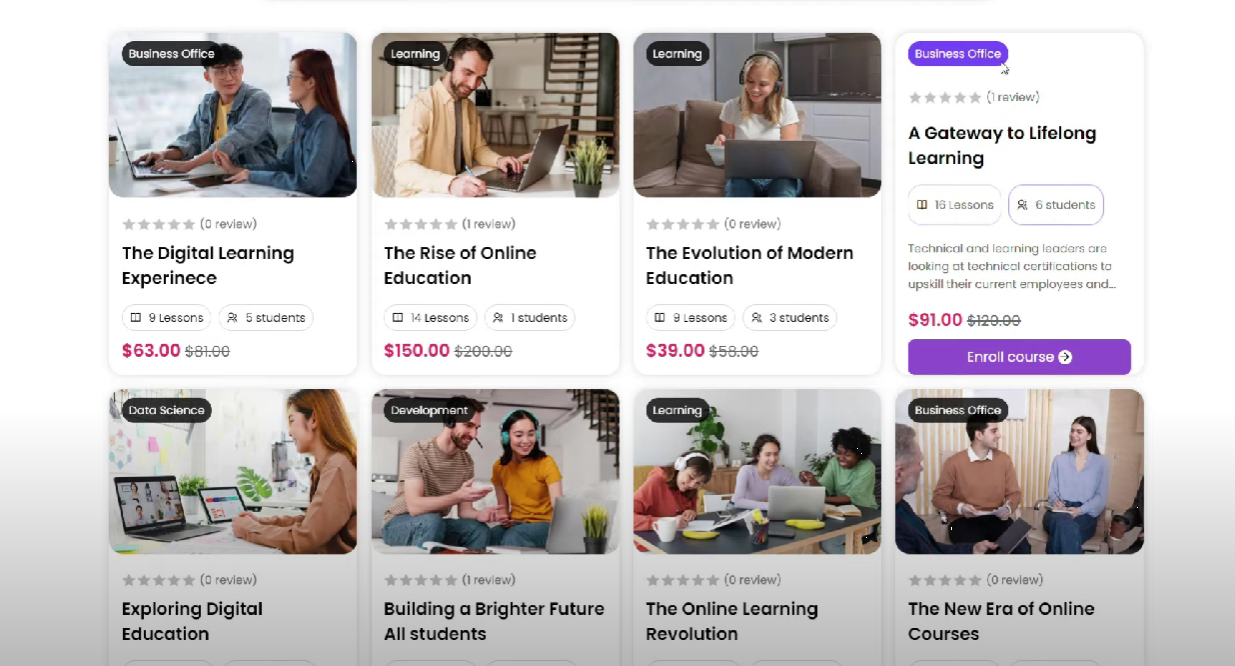 Business Office
(0 review)
The Digital Learning
Experinece
9 Lessons
5 students
$63.00 $81.00
Learning
(1 review)
The Rise of Online
Education
14 Lessons
1 students
$150.00 $200.00
Learning
(0 review)
The Evolution of Modern
Education
9 Lessons
3 students
$39.00 $58.00
Business Office
(1 review)
A Gateway to Lifelong
Learning
16 Lessons
6 students
Technical and learning leaders are
looking at technical certifications to
upskill their current employees and...
$91.00 $120.00
Enroll course
Data Science
(0 review)
Exploring Digital
Education
Development
(1 review)
Building a Brighter Future
All students
Learning
(0 review)
The Online Learning
Revolution
Business Office
(0 review)
The New Era of Online
Courses